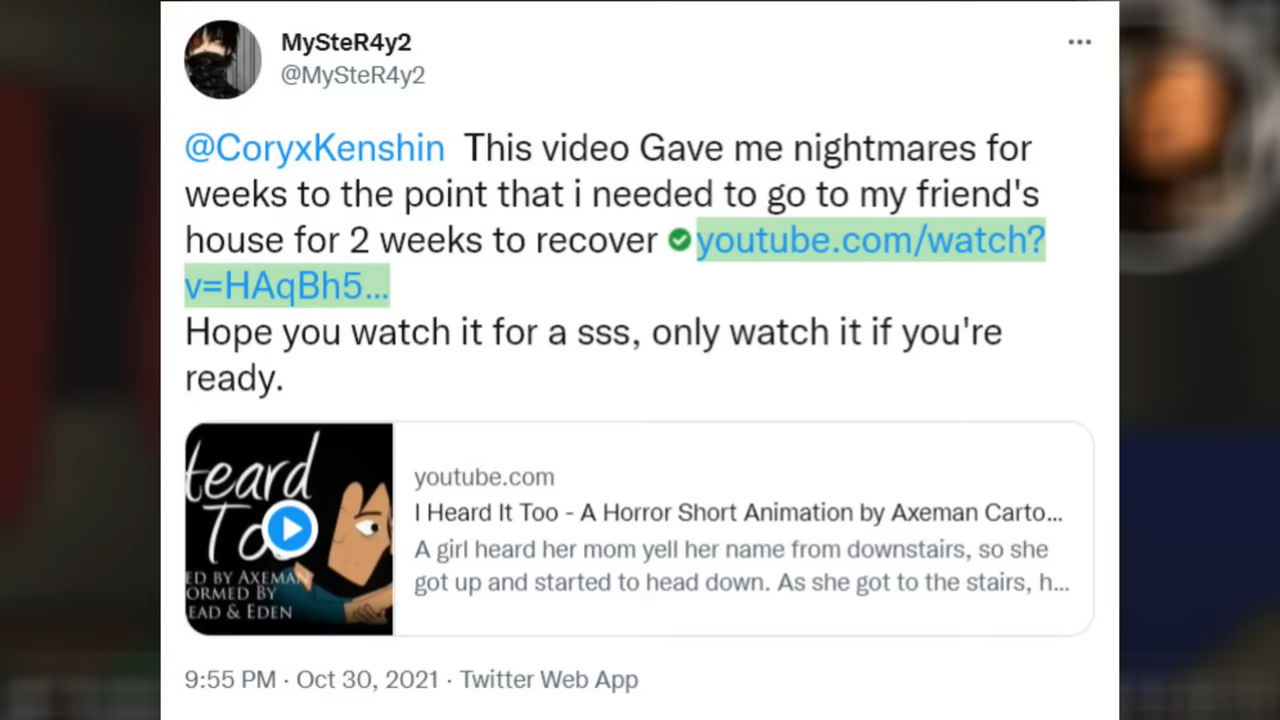 MySteR4y2
@MySteR4y2
@CoryxKenshin This video Gave me nightmares for
weeks to the point that i needed to go to my friend's
house for 2 weeks to recover youtube.com/watch?
v=HAqBh5...
Hope you watch it for a sss, only watch it if you're
ready.
Heard
Too
ED BY AXEMAN
ORMED BY
EAD & EDEN
youtube.com
I Heard It Too - A Horror Short Animation by Axeman Carto...
A girl heard her mom yell her name from downstairs, so she
got up and started to head down. As she got to the stairs, h...
9:55 PM · Oct 30, 2021 · Twitter Web App